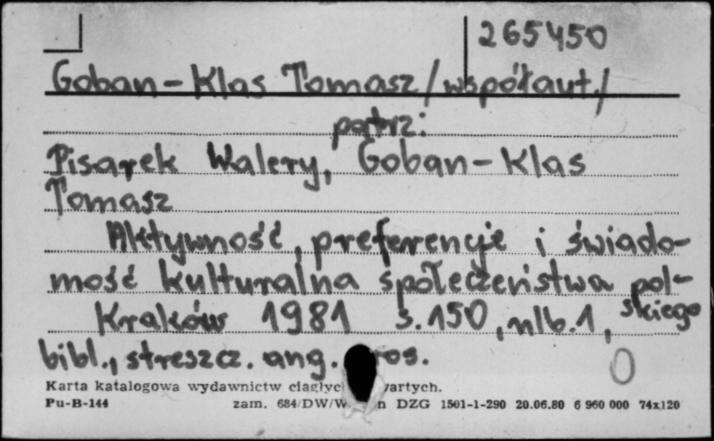 265450
Goban-Klas Tomasz /współaut./
patrz:
Pisarek Walery, Goban-Klas
Tomasz
Aktywność, preferencje i świado-
mość kulturalna społeczeństwa pol-
skiego
Kraków 1981 s.150, nlb.1,
bibl., streszcz. ang. ros.
Karta katalogowa wydawnictw
Pu-B-144 zam. 684/DW/W DZG 1501-1-290 20.06.80 6 960 000 74x120